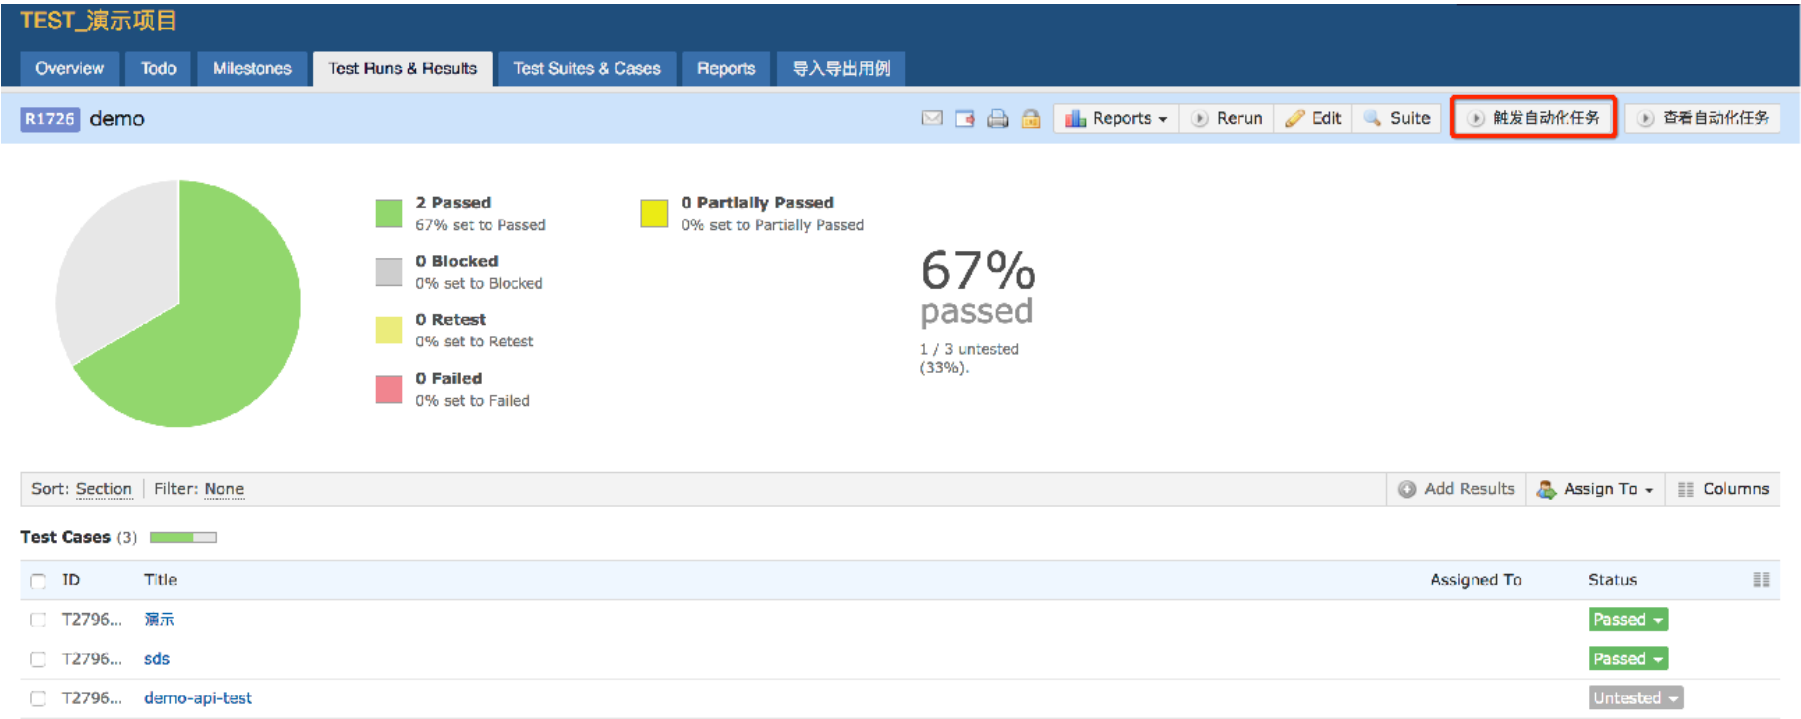 TEST_演示项目
Overview Todo Milestones Test Runs & Results Test Suites & Cases Reports 导入导出用例
R1726 demo Reports Rerun Edit Suite 触发自动化任务 查看自动化任务
2 Passed
67% set to Passed
0 Partially Passed
0% set to Partially Passed
0 Blocked
0% set to Blocked
0 Retest
0% set to Retest
0 Failed
0% set to Failed
67%
passed
1 / 3 untested
(33%).
Sort: Section Filter: None Add Results Assign To Columns
Test Cases (3)
ID Title Assigned To Status
T2796... 演示 Passed
T2796... sds Passed
T2796... demo-api-test Untested